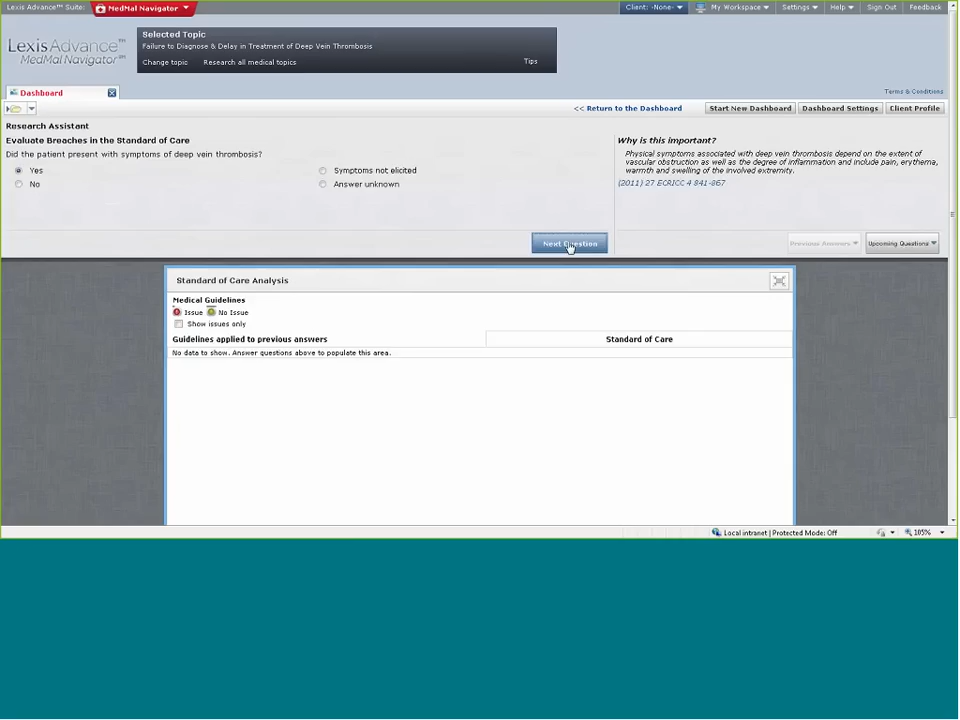 Lexis Advance™ Suite: MedMal Navigator Client: -None- My Workspace Settings Help Sign Out Feedback
LexisAdvance™
MedMal Navigator™
Selected Topic
Failure to Diagnose & Delay in Treatment of Deep Vein Thrombosis
Change topic Research all medical topics Tips
Dashboard
Terms & Conditions
<< Return to the Dashboard Start New Dashboard Dashboard Settings Client Profile
Research Assistant
Evaluate Breaches in the Standard of Care
Did the patient present with symptoms of deep vein thrombosis?
Yes Symptoms not elicited
No Answer unknown
Why is this important?
Physical symptoms associated with deep vein thrombosis depend on the extent of
vascular obstruction as well as the degree of inflammation and include pain, erythema,
warmth and swelling of the involved extremity.
(2011) 27 ECRICC 4 841-867
Next Question Previous Answers Upcoming Questions
Standard of Care Analysis
Medical Guidelines
Issue No Issue
Show issues only
Guidelines applied to previous answers Standard of Care
No data to show. Answer questions above to populate this area.
Local intranet | Protected Mode: Off 105%